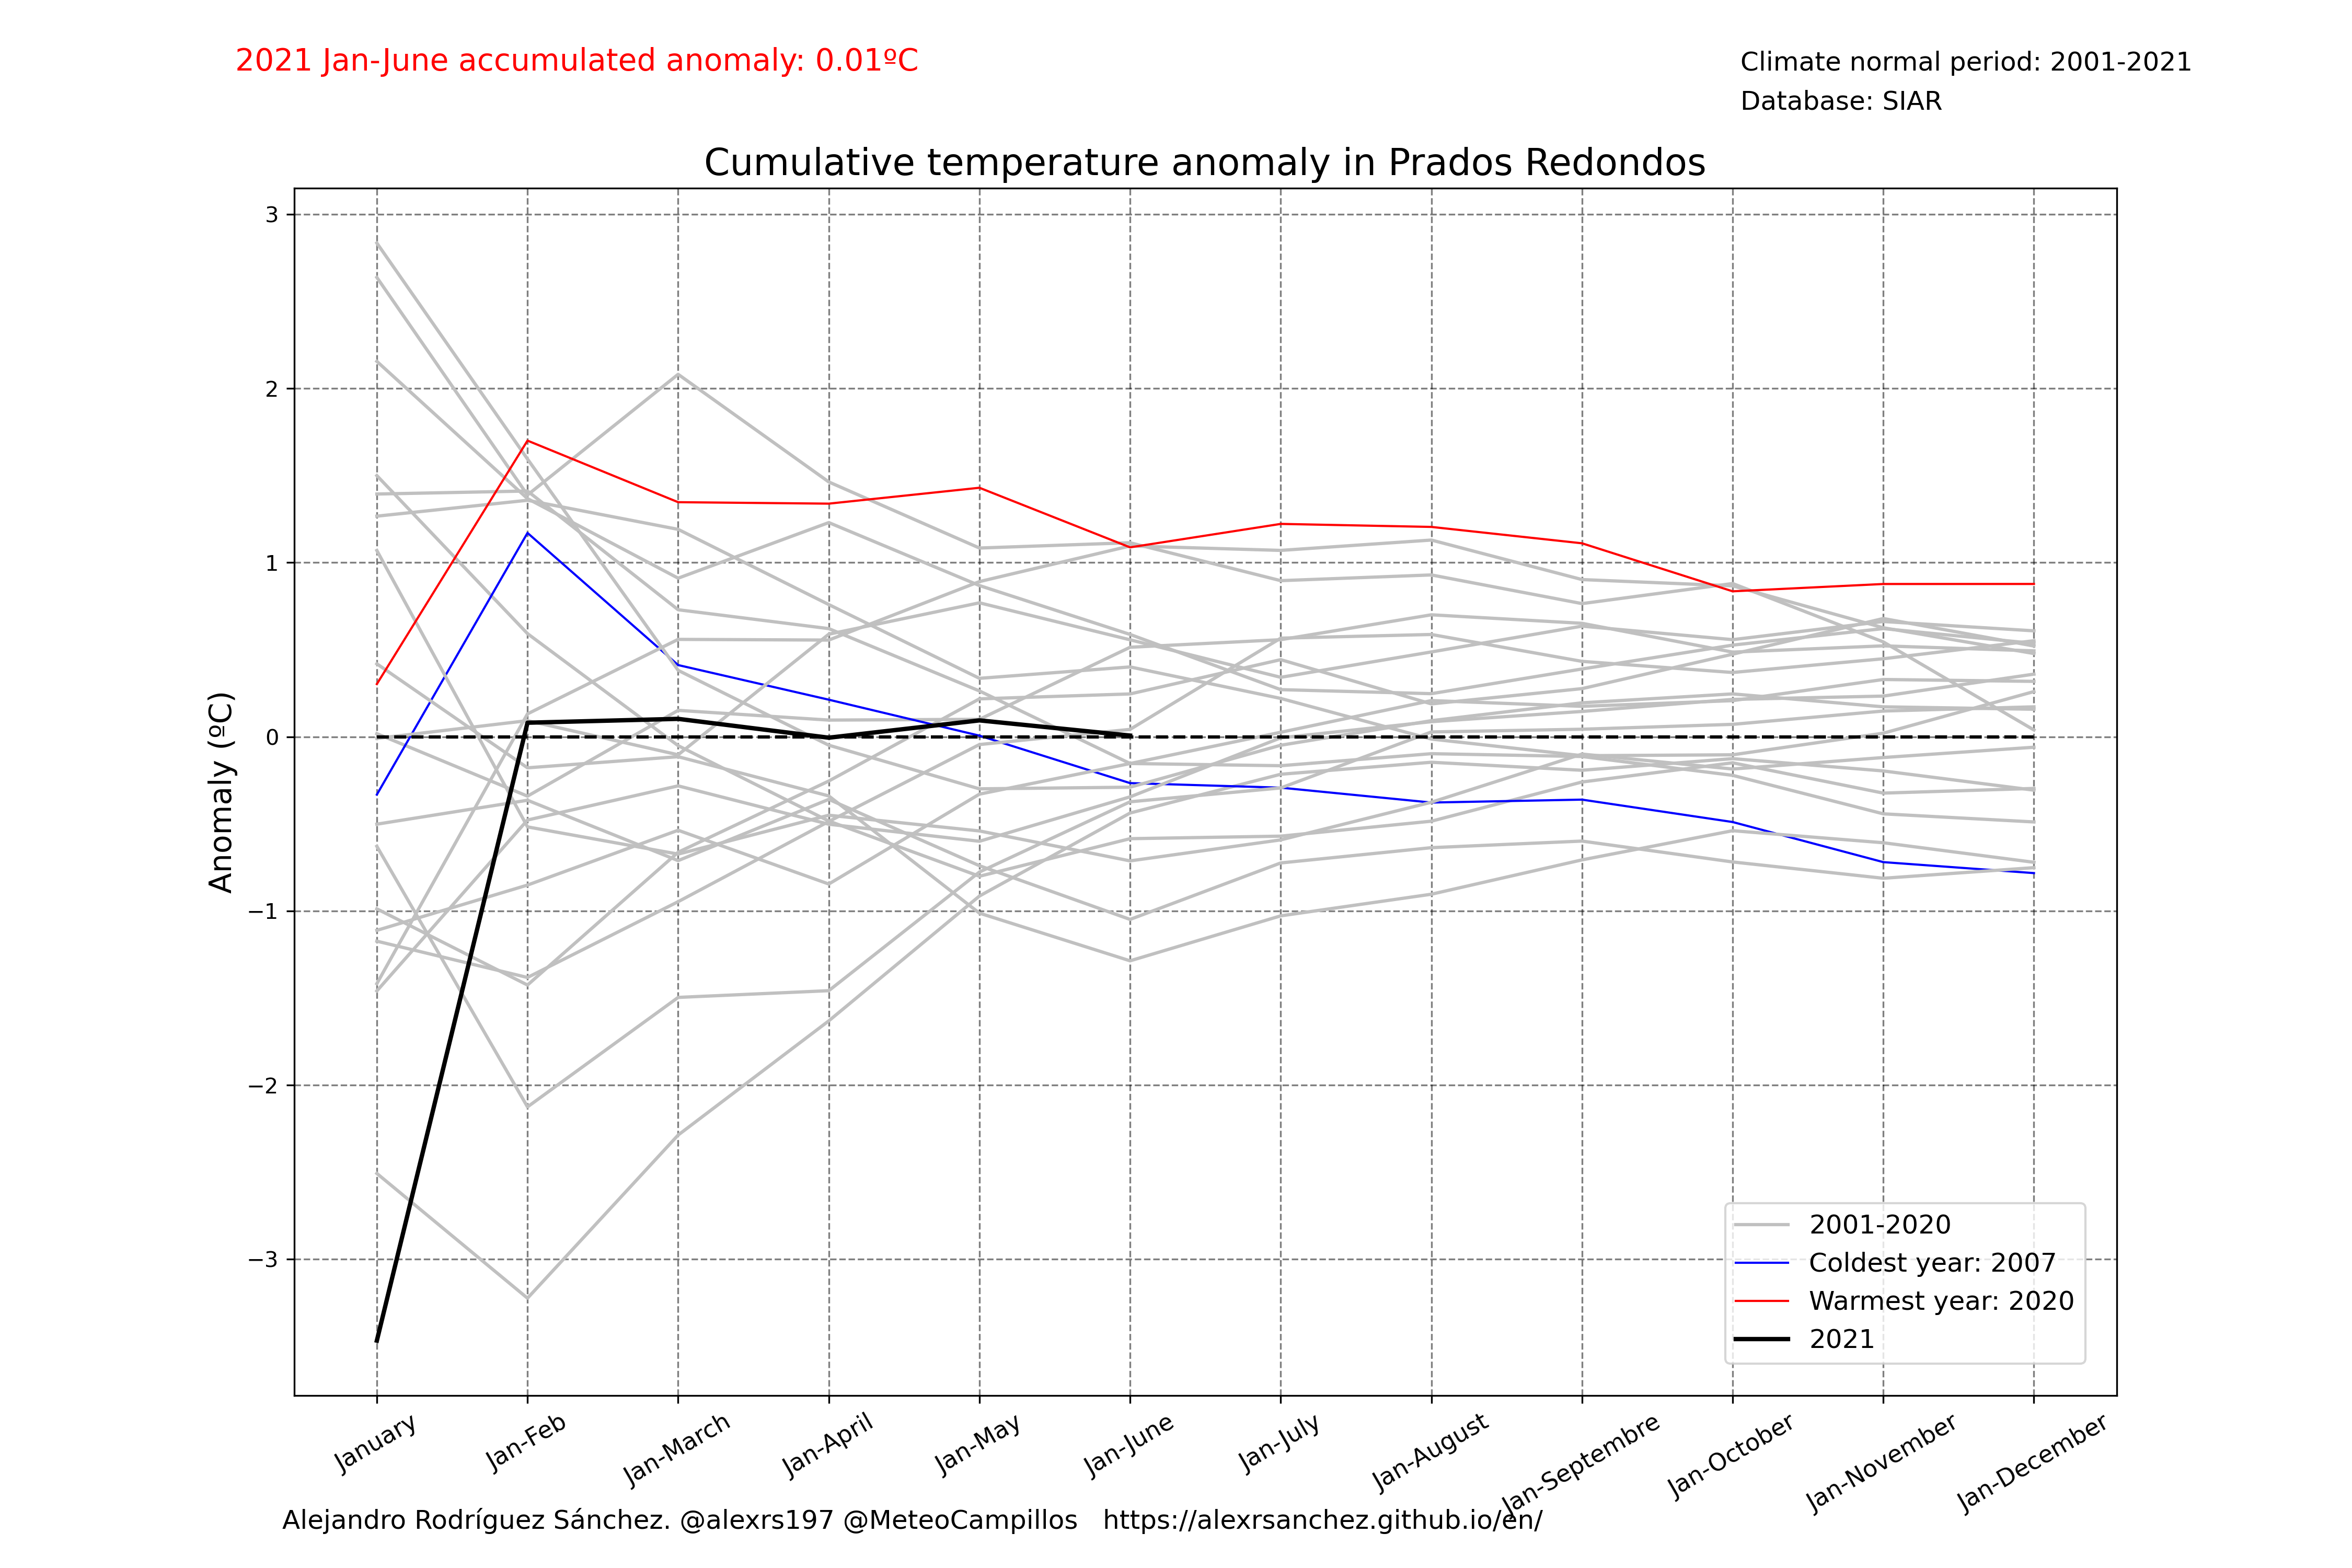 2021 Jan-June accumulated anomaly: 0.01ºC
Climate normal period: 2001-2021
Database: SIAR
Cumulative temperature anomaly in Prados Redondos
Anomaly (ºC)
3
2
1
0
−1
−2
−3
2001-2020
Coldest year: 2007
Warmest year: 2020
2021
January
Jan-Feb
Jan-March
Jan-April
Jan-May
Jan-June
Jan-July
Jan-August
Jan-Septembre
Jan-October
Jan-November
Jan-December
Alejandro Rodríguez Sánchez. @alexrs197 @MeteoCampillos   https://alexrsanchez.github.io/en/